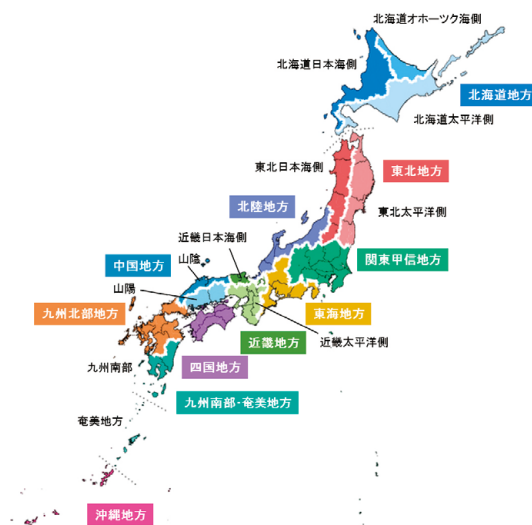 北海道オホーツク海側
北海道日本海側
北海道地方
北海道太平洋側
東北日本海側
東北地方
北陸地方
東北太平洋側
近畿日本海側
関東甲信地方
山陰
中国地方
山陽
九州北部地方
東海地方
近畿地方
近畿太平洋側
九州南部
四国地方
九州南部・奄美地方
奄美地方
沖縄地方